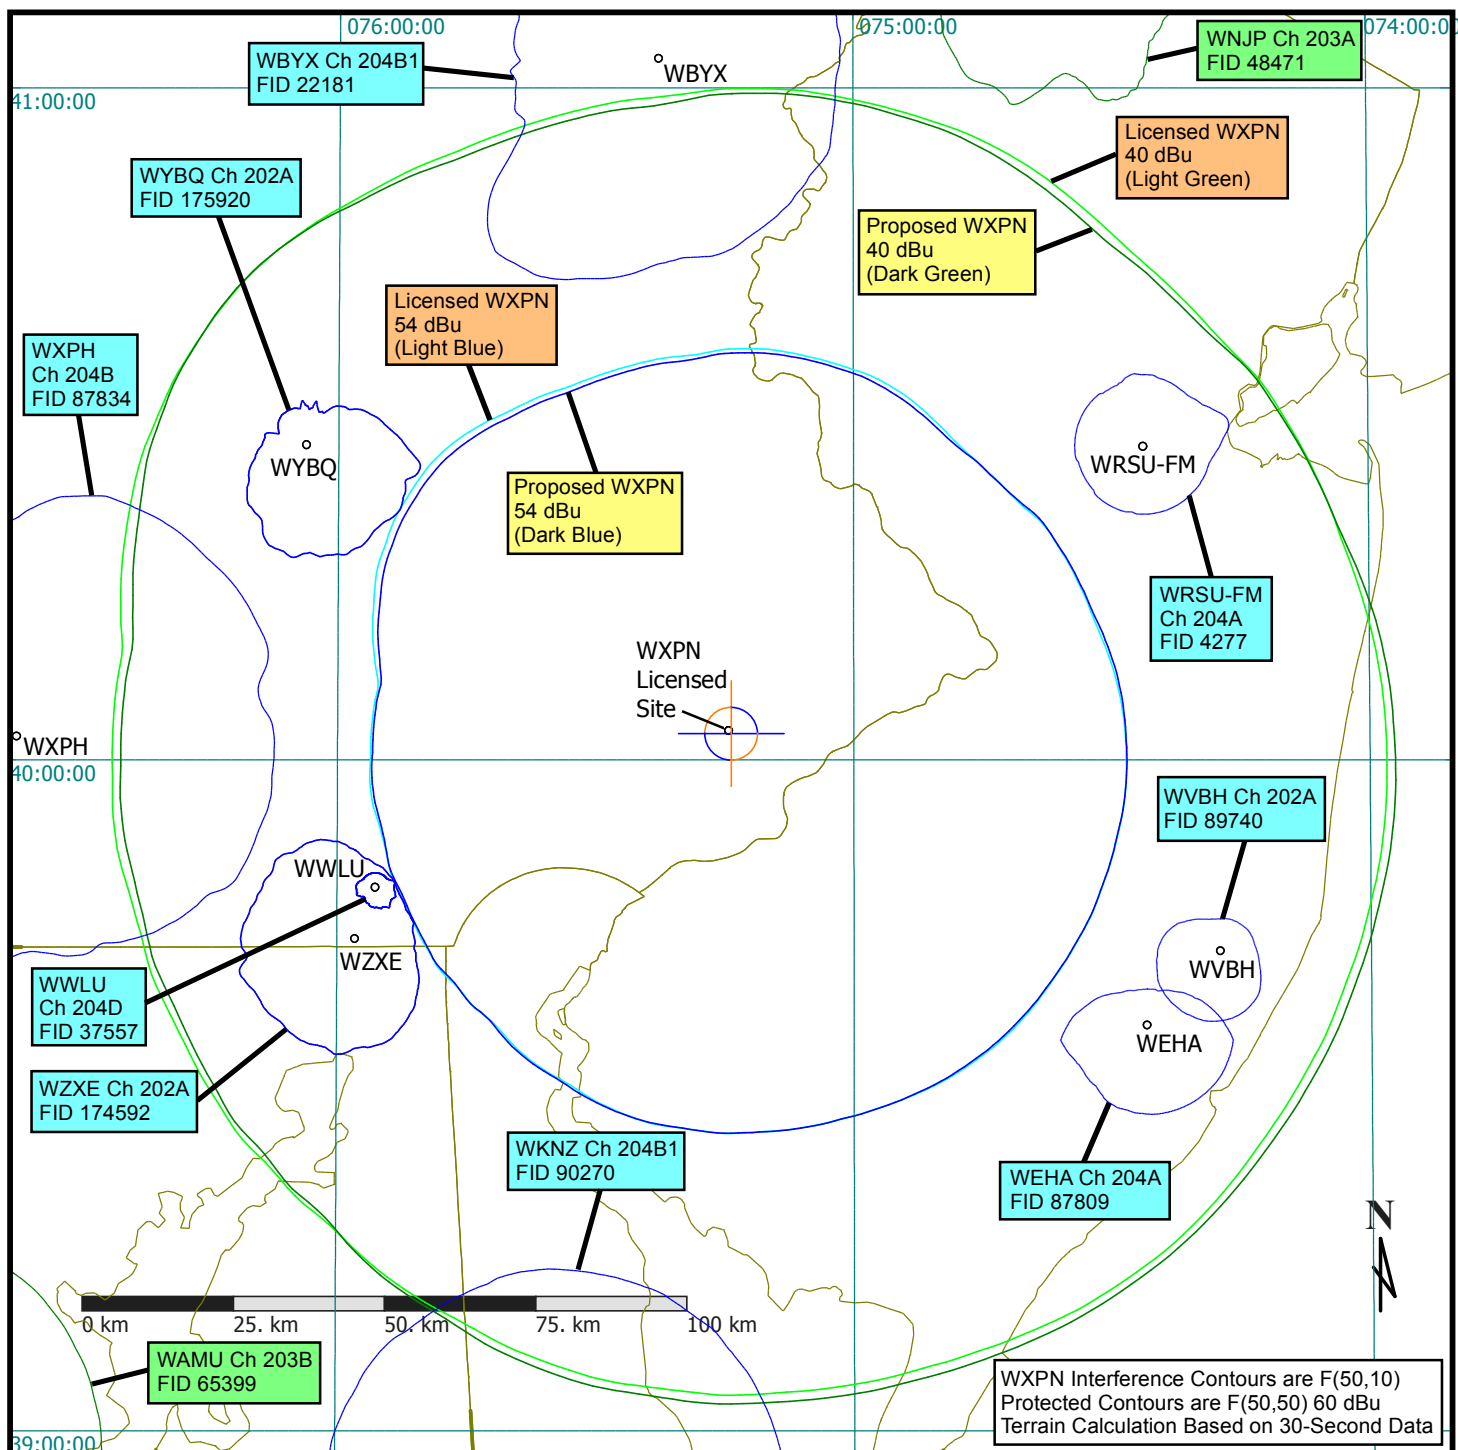 076:00:00
075:00:00
074:00:00
WBYX Ch 204B1
FID 22181
WBYX
WNJP Ch 203A
FID 48471
41:00:00
Licensed WXPN
40 dBu
(Light Green)
WYBQ Ch 202A
FID 175920
Proposed WXPN
40 dBu
(Dark Green)
Licensed WXPN
54 dBu
(Light Blue)
WXPH
Ch 204B
FID 87834
WYBQ
WRSU-FM
Proposed WXPN
54 dBu
(Dark Blue)
WRSU-FM
Ch 204A
FID 4277
WXPN
Licensed
Site
WXPH
40:00:00
WVBH Ch 202A
FID 89740
WWLU
WZXE
WVBH
WWLU
Ch 204D
FID 37557
WEHA
WZXE Ch 202A
FID 174592
WKNZ Ch 204B1
FID 90270
WEHA Ch 204A
FID 87809
N
0 km
25. km
50. km
75. km
100 km
WAMU Ch 203B
FID 65399
WXPN Interference Contours are F(50,10)
Protected Contours are F(50,50) 60 dBu
Terrain Calculation Based on 30-Second Data
39:00:00